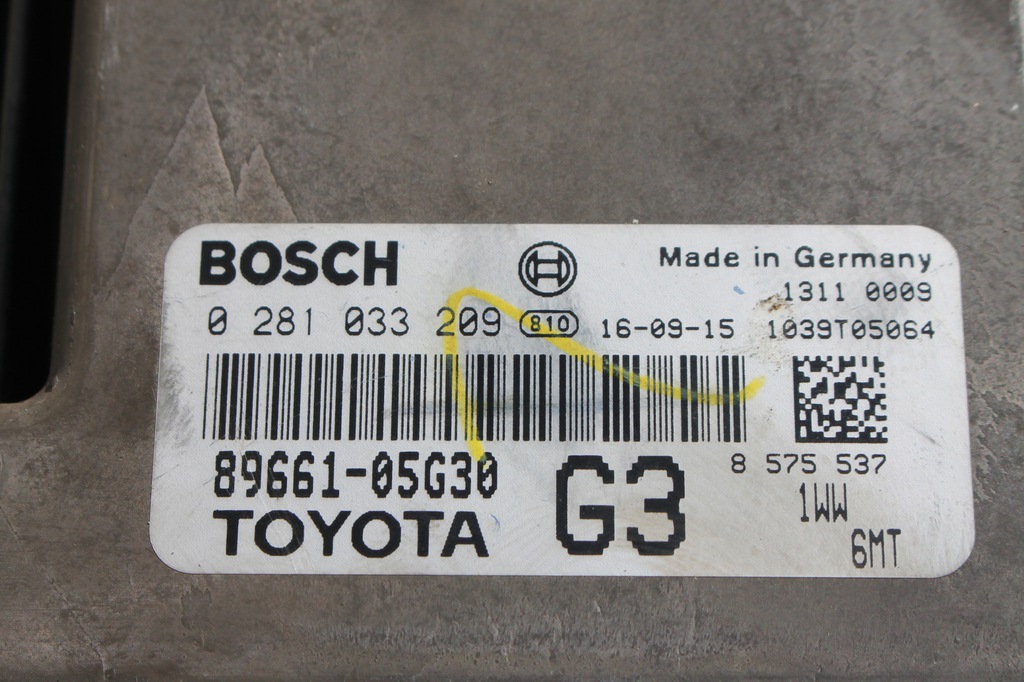 BOSCH
Made in Germany
1311 0009
0 281 033 209 810 16-09-15 1039T05064
8 575 537
89661-05G30
G3
1WW
TOYOTA
6MT